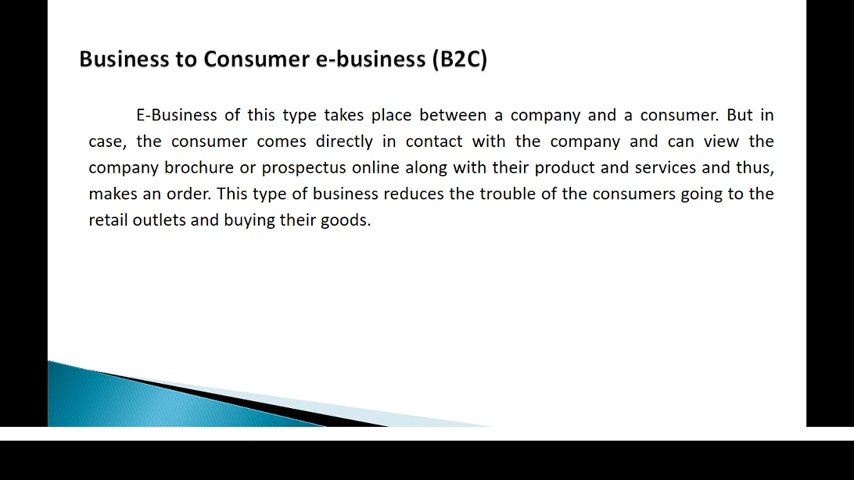 Business to Consumer e-business (B2C)
E-Business of this type takes place between a company and a consumer. But in
case, the consumer comes directly in contact with the company and can view the
company brochure or prospectus online along with their product and services and thus,
makes an order. This type of business reduces the trouble of the consumers going to the
retail outlets and buying their goods.